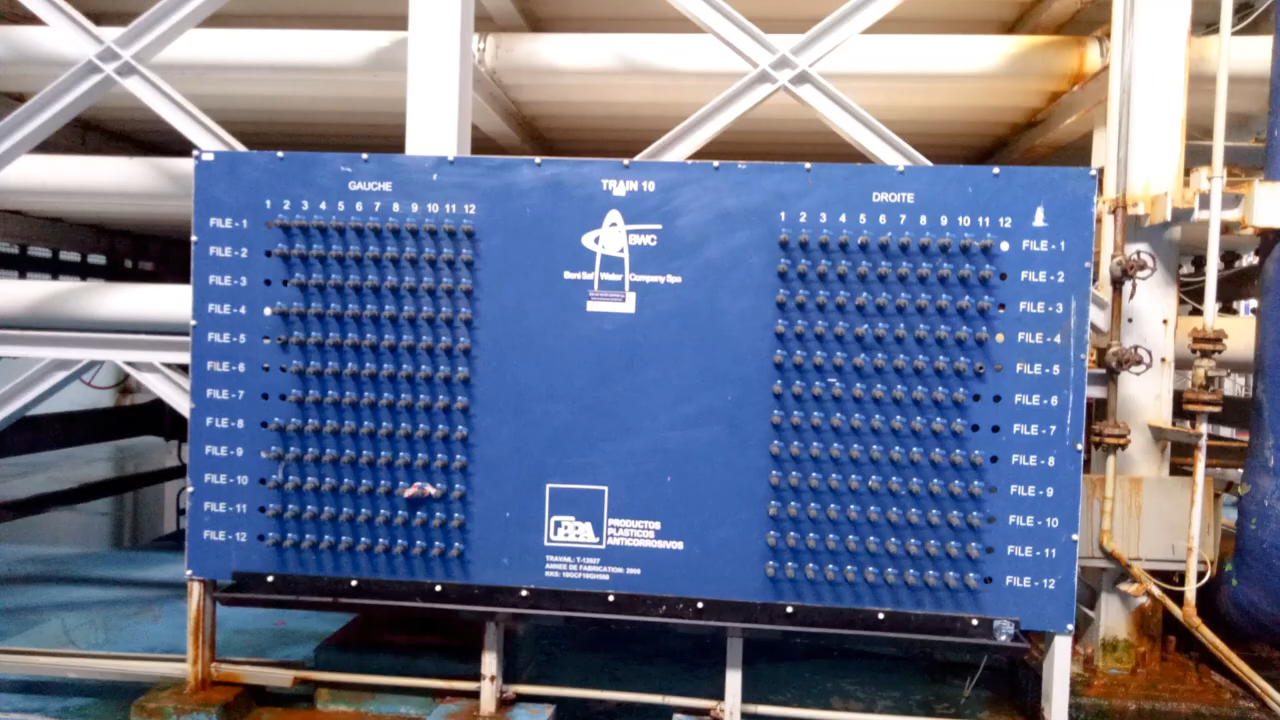 TRAIN 10
GAUCHE
1 2 3 4 5 6 7 8 9 10 11 12
FILE - 1
FILE - 2
FILE - 3
FILE - 4
FILE - 5
FILE - 6
FILE - 7
FILE - 8
FILE - 9
FILE - 10
FILE - 11
FILE - 12
BWC
Beni Saf Water Company Spa
PPA
PRODUCTOS
PLASTICOS
ANTICORROSIVOS
TRAVAIL: T-13927
ANNEE DE FABRICATION: 2009
DROITE
1 2 3 4 5 6 7 8 9 10 11 12
FILE - 1
FILE - 2
FILE - 3
FILE - 4
FILE - 5
FILE - 6
FILE - 7
FILE - 8
FILE - 9
FILE - 10
FILE - 11
FILE - 12